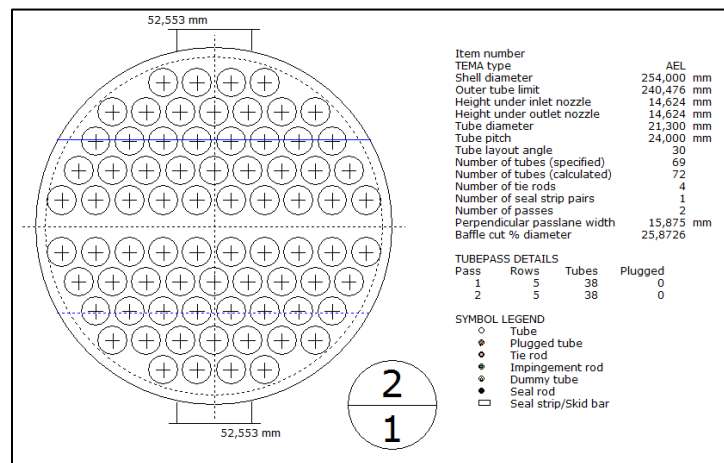 52,553 mm
Item number
TEMA type AEL
Shell diameter 254,000 mm
Outer tube limit 240,476 mm
Height under inlet nozzle 14,624 mm
Height under outlet nozzle 14,624 mm
Tube diameter 21,300 mm
Tube pitch 24,000 mm
Tube layout angle 30
Number of tubes (specified) 69
Number of tubes (calculated) 72
Number of tie rods 4
Number of seal strip pairs 1
Number of passes 2
Perpendicular passlane width 15,875 mm
Baffle cut % diameter 25,8726
TUBEPASS DETAILS
Pass Rows Tubes Plugged
1 5 38 0
2 5 38 0
SYMBOL LEGEND
Tube
Plugged tube
Tie rod
Impingement rod
Dummy tube
Seal rod
Seal strip/Skid bar
2
1
52,553 mm